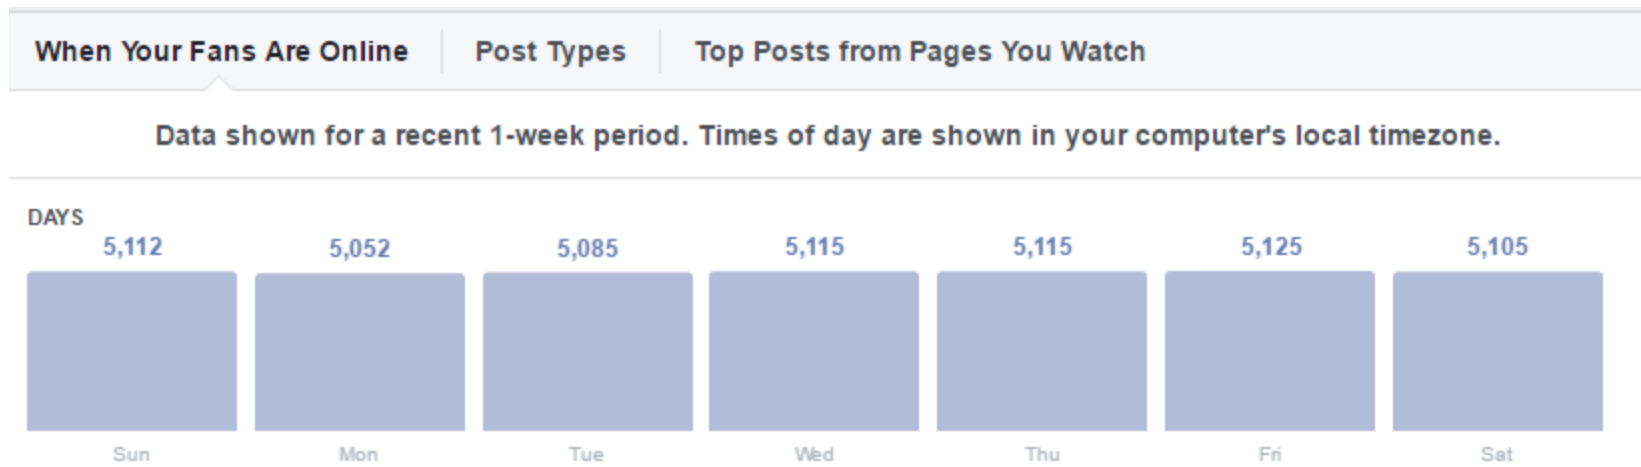 When Your Fans Are Online Post Types Top Posts from Pages You Watch
Data shown for a recent 1-week period. Times of day are shown in your computer's local timezone.
DAYS
5,112 5,052 5,085 5,115 5,115 5,125 5,105
Sun Mon Tue Wed Thu Fri Sat